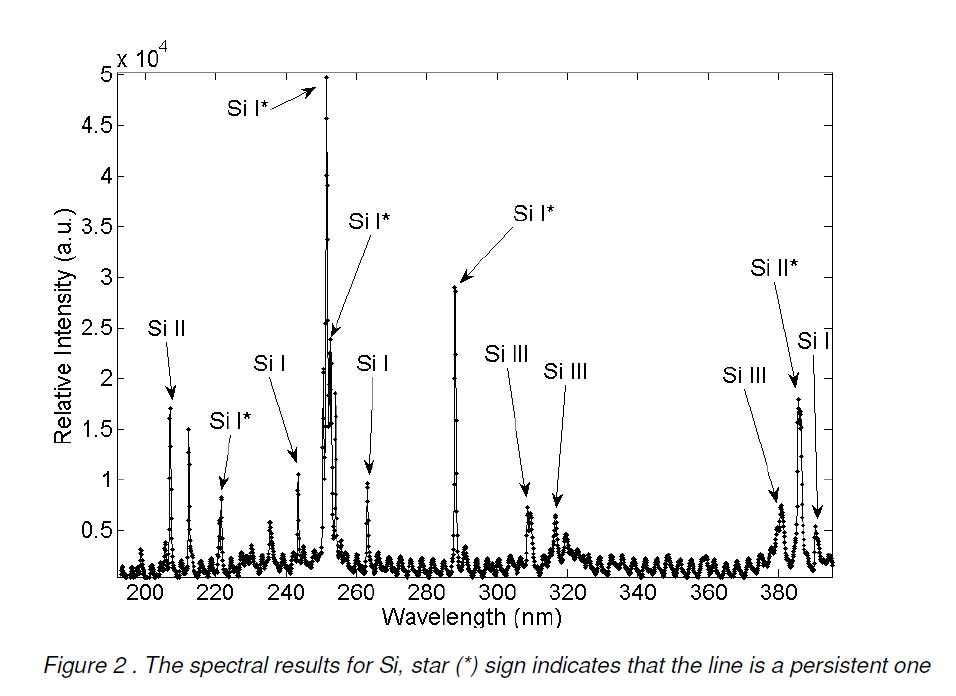 x 10⁴
5
4.5
4
3.5
3
2.5
2
1.5
1
0.5
Relative Intensity (a.u.)
Si I*
Si I*
Si I*
Si II*
Si II
Si I
Si III
Si I
Si I
Si III
Si III
Si I*
200 220 240 260 280 300 320 340 360 380
Wavelength (nm)
Figure 2 . The spectral results for Si, star (*) sign indicates that the line is a persistent one